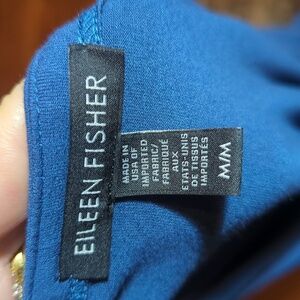 EILEEN FISHER
MADE IN
USA OF
IMPORTED
FABRIC/
FABRIQUÉ
AUX
ÉTATS-UNIS
DE TISSUS
IMPORTÉS
M/M